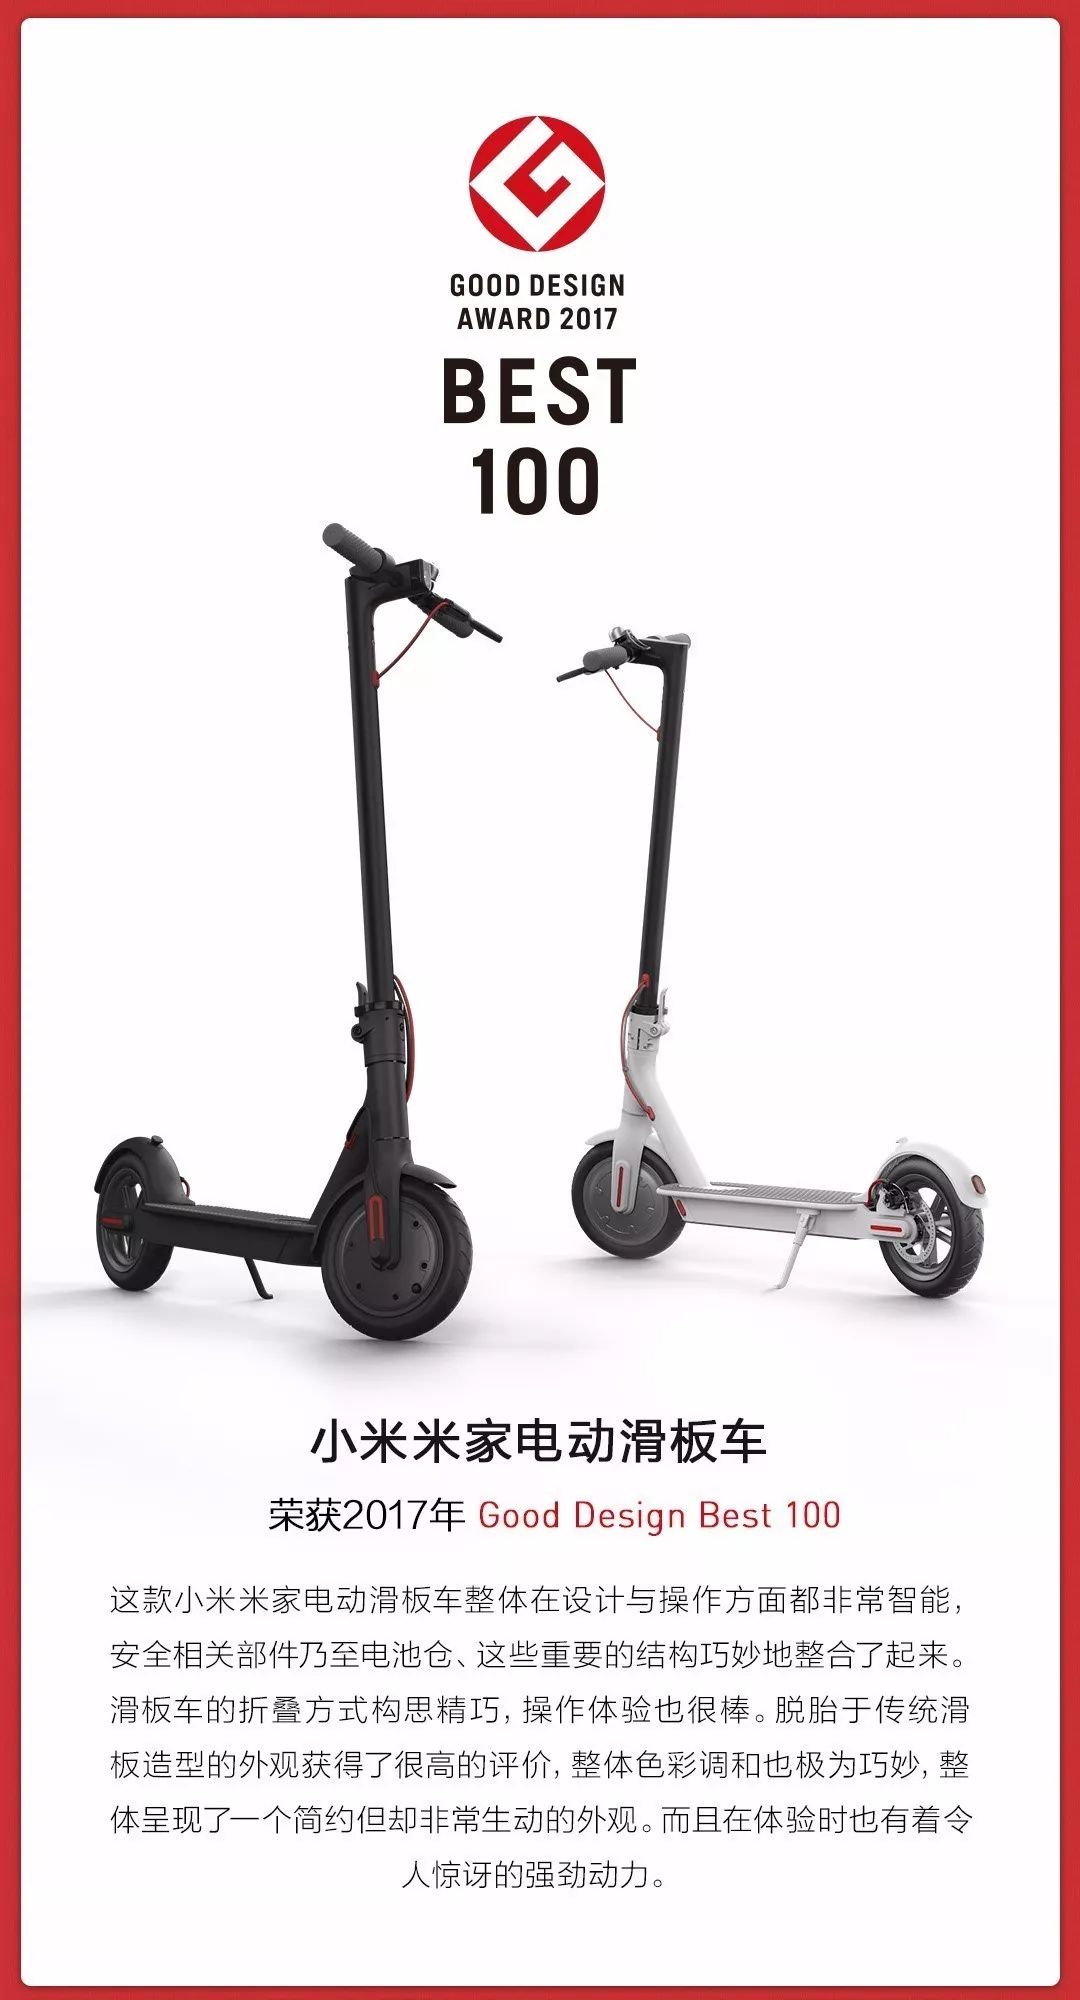 GOOD DESIGN
AWARD 2017
BEST
100
小米米家电动滑板车
荣获2017年 Good Design Best 100
这款小米米家电动滑板车整体在设计与操作方面都非常智能，
安全相关部件乃至电池仓、这些重要的结构巧妙地整合了起来。
滑板车的折叠方式构思精巧，操作体验也很棒。脱胎于传统滑
板造型的外观获得了很高的评价，整体色彩调和也极为巧妙，整
体呈现了一个简约但却非常生动的外观。而且在体验时也有着令
人惊讶的强劲动力。